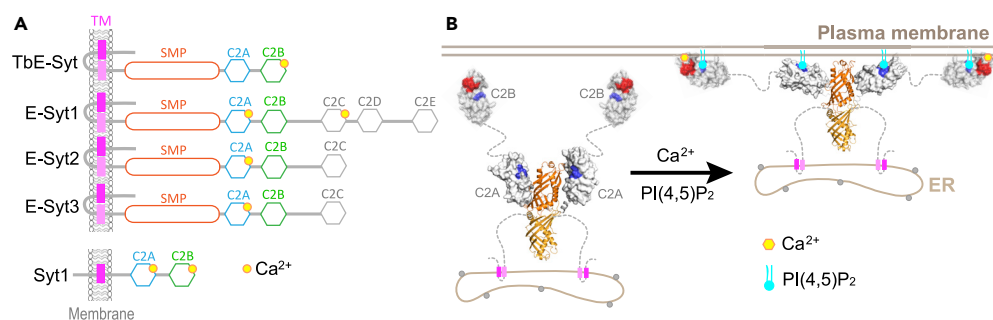 A
TM
TbE-Syt
SMP
C2A
C2B
E-Syt1
SMP
C2A
C2B
C2C
C2D
C2E
E-Syt2
SMP
C2A
C2B
C2C
E-Syt3
SMP
C2A
C2B
C2C
Syt1
C2A
C2B
Ca²⁺
Membrane
B
Plasma membrane
C2B
C2B
C2A
C2A
Ca²⁺
PI(4,5)P₂
ER
Ca²⁺
PI(4,5)P₂